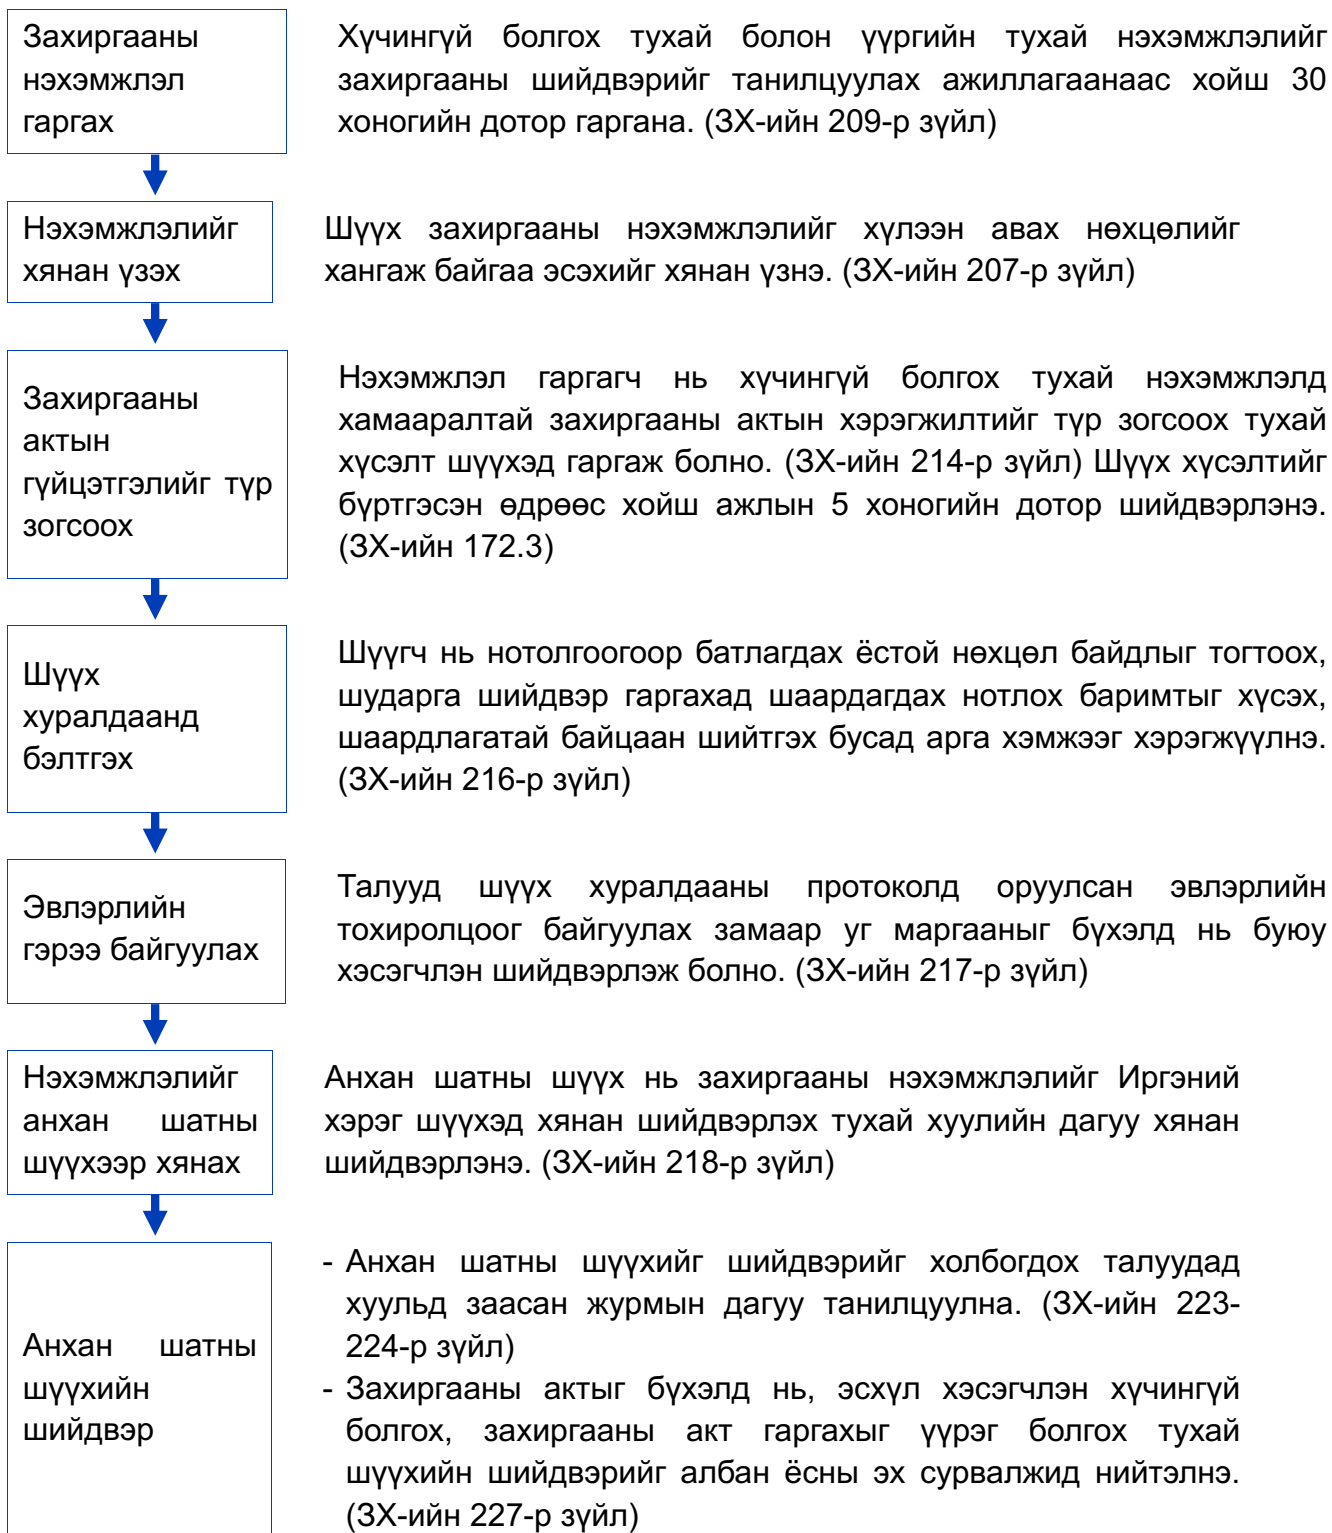 Захиргааны
нэхэмжлэл
гаргах
Хүчингүй болгох тухай болон үүргийн тухай нэхэмжлэлийг
захиргааны шийдвэрийг танилцуулах ажиллагаанаас хойш 30
хоногийн дотор гаргана. (ЗХ-ийн 209-р зүйл)
Нэхэмжлэлийг
хянан үзэх
Шүүх захиргааны нэхэмжлэлийг хүлээн авах нөхцөлийг
хангаж байгаа эсэхийг хянан үзнэ. (ЗХ-ийн 207-р зүйл)
Захиргааны
актын
гүйцэтгэлийг түр
зогсоох
Нэхэмжлэл гаргагч нь хүчингүй болгох тухай нэхэмжлэлд
хамааралтай захиргааны актын хэрэгжилтийг түр зогсоох тухай
хүсэлт шүүхэд гаргаж болно. (ЗХ-ийн 214-р зүйл) Шүүх хүсэлтийг
бүртгэсэн өдрөөс хойш ажлын 5 хоногийн дотор шийдвэрлэнэ.
(ЗХ-ийн 172.3)
Шүүх
хуралдаанд
бэлтгэх
Шүүгч нь нотолгоогоор батлагдах ёстой нөхцөл байдлыг тогтоох,
шударга шийдвэр гаргахад шаардагдах нотлох баримтыг хүсэх,
шаардлагатай байцаан шийтгэх бусад арга хэмжээг хэрэгжүүлнэ.
(ЗХ-ийн 216-р зүйл)
Эвлэрлийн
гэрээ байгуулах
Талууд шүүх хуралдааны протоколд оруулсан эвлэрлийн
тохиролцоог байгуулах замаар уг маргааныг бүхэлд нь буюу
хэсэгчлэн шийдвэрлэж болно. (ЗХ-ийн 217-р зүйл)
Нэхэмжлэлийг
анхан шатны
шүүхээр хянах
Анхан шатны шүүх нь захиргааны нэхэмжлэлийг Иргэний
хэрэг шүүхэд хянан шийдвэрлэх тухай хуулийн дагуу хянан
шийдвэрлэнэ. (ЗХ-ийн 218-р зүйл)
Анхан шатны
шүүхийн
шийдвэр
- Анхан шатны шүүхийг шийдвэрийг холбогдох талуудад
хуульд заасан журмын дагуу танилцуулна. (ЗХ-ийн 223-
224-р зүйл)
- Захиргааны актыг бүхэлд нь, эсхүл хэсэгчлэн хүчингүй
болгох, захиргааны акт гаргахыг үүрэг болгох тухай
шүүхийн шийдвэрийг албан ёсны эх сурвалжид нийтэлнэ.
(ЗХ-ийн 227-р зүйл)